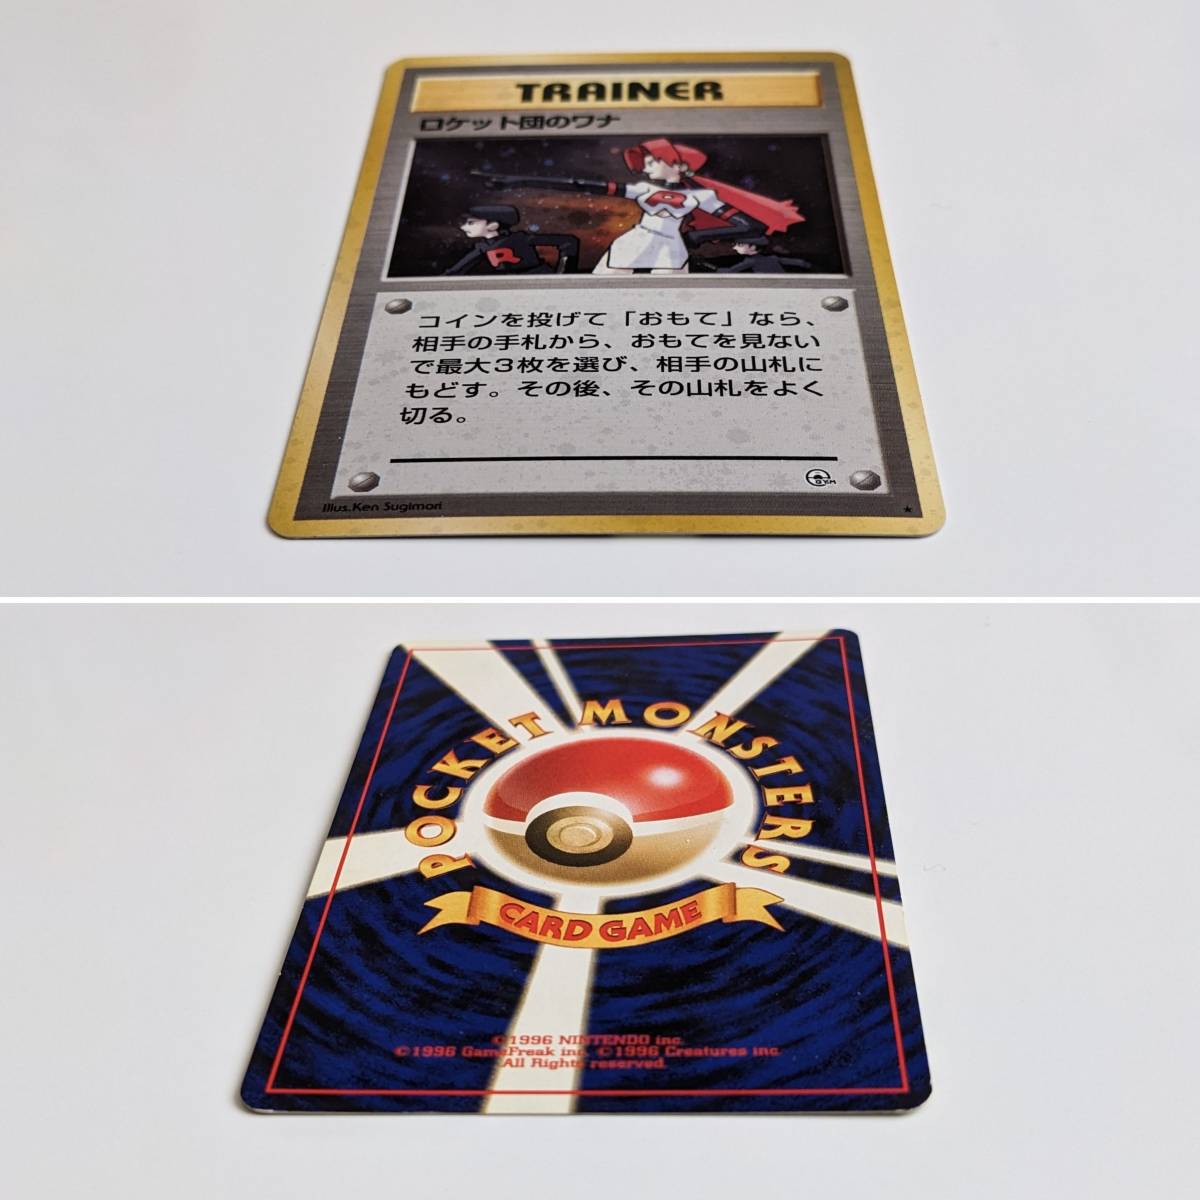 TRAINER
ロケット団のワナ
R
R
コインを投げて「おもて」なら、
相手の手札から、おもてを見ない
で最大3枚を選び、相手の山札に
もどす。その後、その山札をよく
切る。
GYM
Illus.Ken Sugimori
★
POCKET MONSTERS
CARD GAME
©1996 NINTENDO inc.
©1996 GameFreak inc. ©1996 Creatures inc.
All Rights reserved.